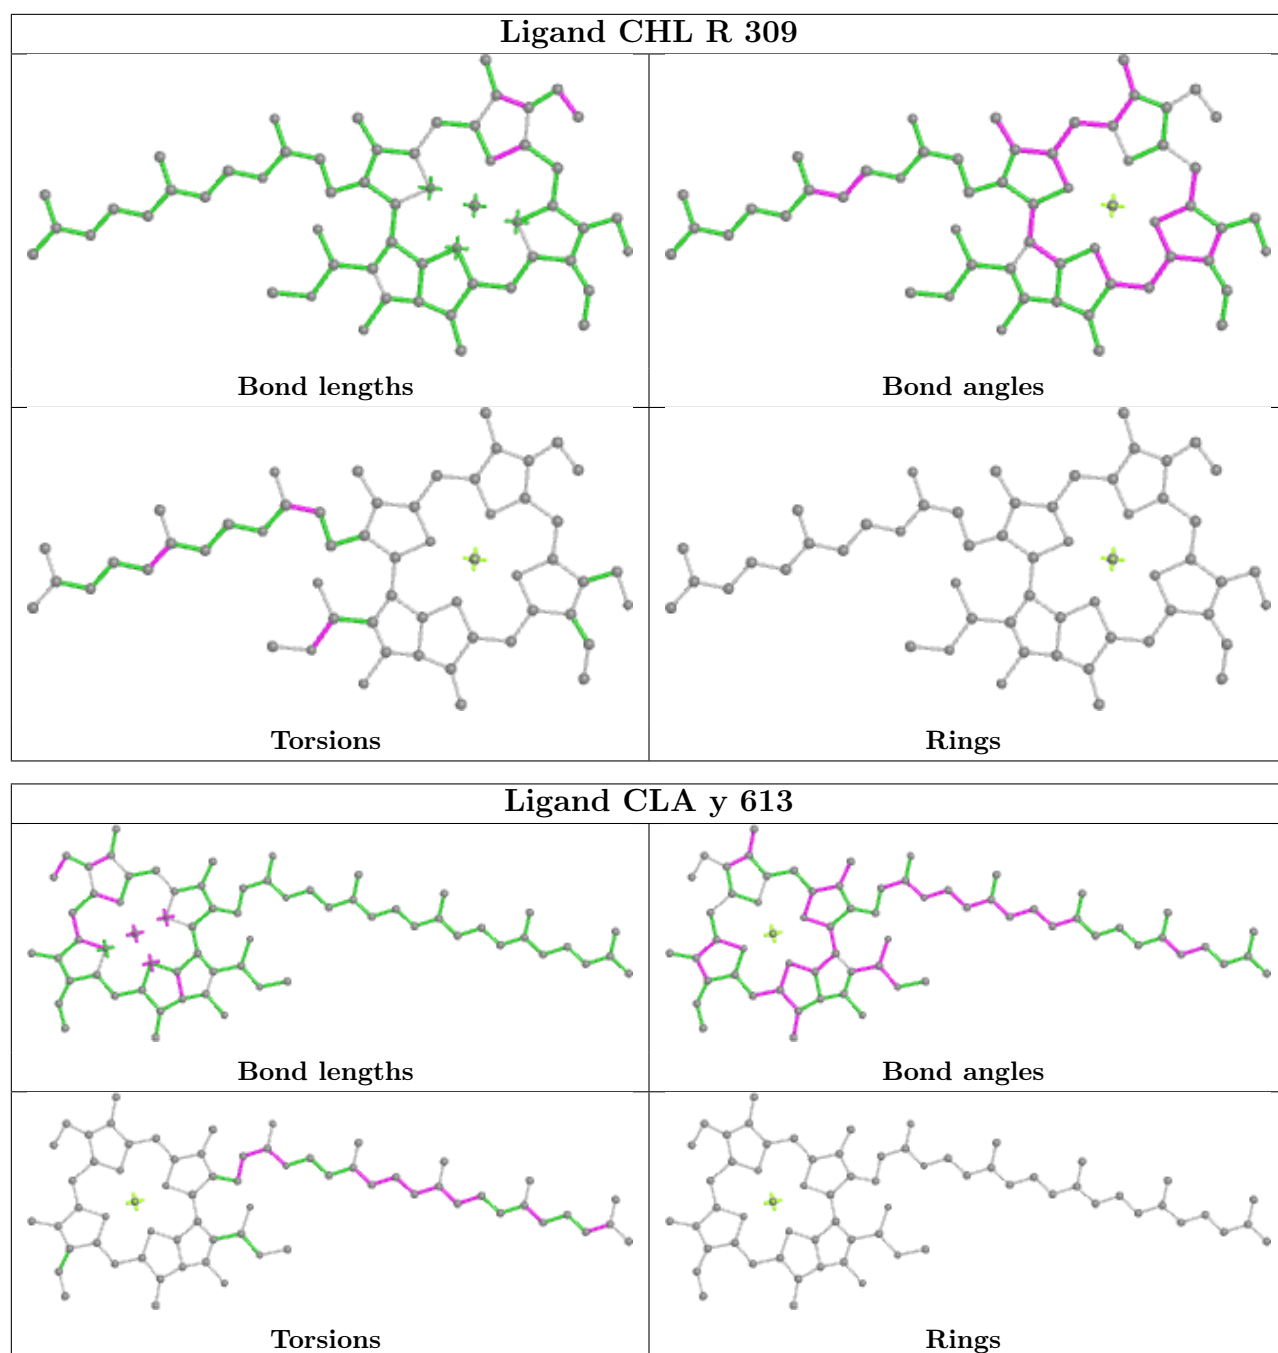 Ligand CHL R 309
Bond lengths
Bond angles
Torsions
Rings
Ligand CLA y 613
Bond lengths
Bond angles
Torsions
Rings